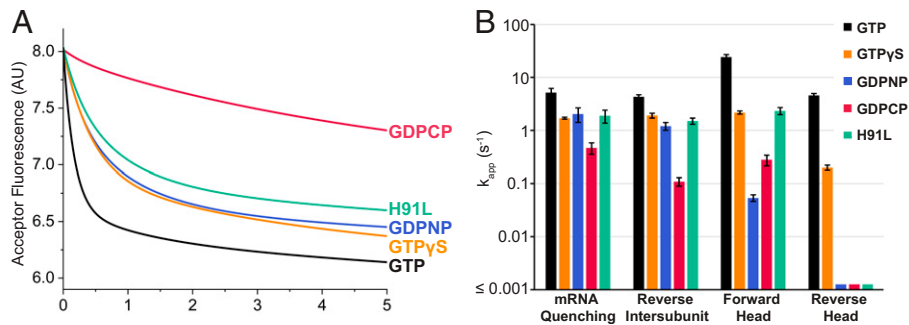 A
Acceptor Fluorescence (AU)
8.0
7.5
7.0
6.5
6.0
0
1
2
3
4
5
GDPCP
H91L
GDPNP
GTPγS
GTP
B
kapp (s-1)
1000
100
10
1
0.1
0.01
≤ 0.001
mRNA
Quenching
Reverse
Intersubunit
Forward
Head
Reverse
Head
GTP
GTPγS
GDPNP
GDPCP
H91L